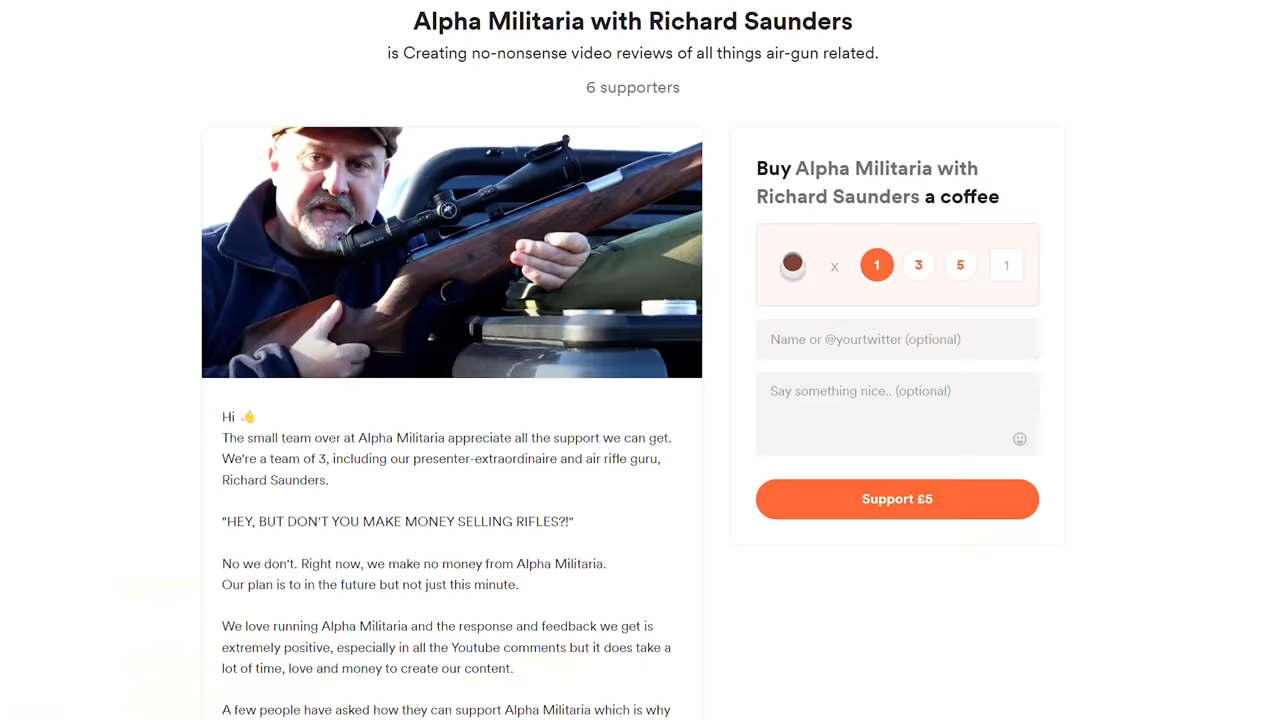 Alpha Militaria with Richard Saunders
is Creating no-nonsense video reviews of all things air-gun related.
6 supporters
Hi 👋
The small team over at Alpha Militaria appreciate all the support we can get.
We're a team of 3, including our presenter-extraordinaire and air rifle guru,
Richard Saunders.
"HEY, BUT DON'T YOU MAKE MONEY SELLING RIFLES?!"
No we don't. Right now, we make no money from Alpha Militaria.
Our plan is to in the future but not just this minute.
We love running Alpha Militaria and the response and feedback we get is
extremely positive, especially in all the Youtube comments but it does take a
lot of time, love and money to create our content.
A few people have asked how they can support Alpha Militaria which is why
Buy Alpha Militaria with
Richard Saunders a coffee
x 1 3 5 1
Name or @yourtwitter (optional)
Say something nice.. (optional)
Support £5